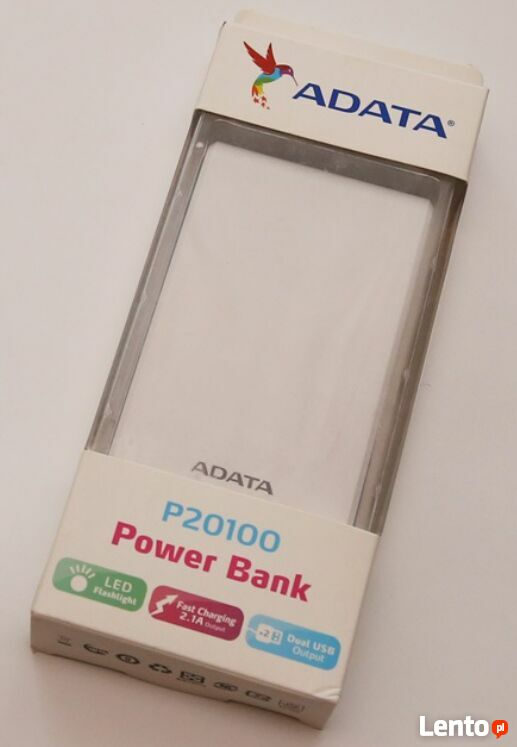 ADATA®
ADATA
P20100
Power Bank
LED
Flashlight
Fast Charging
2.1A Output
x2
Dual USB
Output
Lento pl